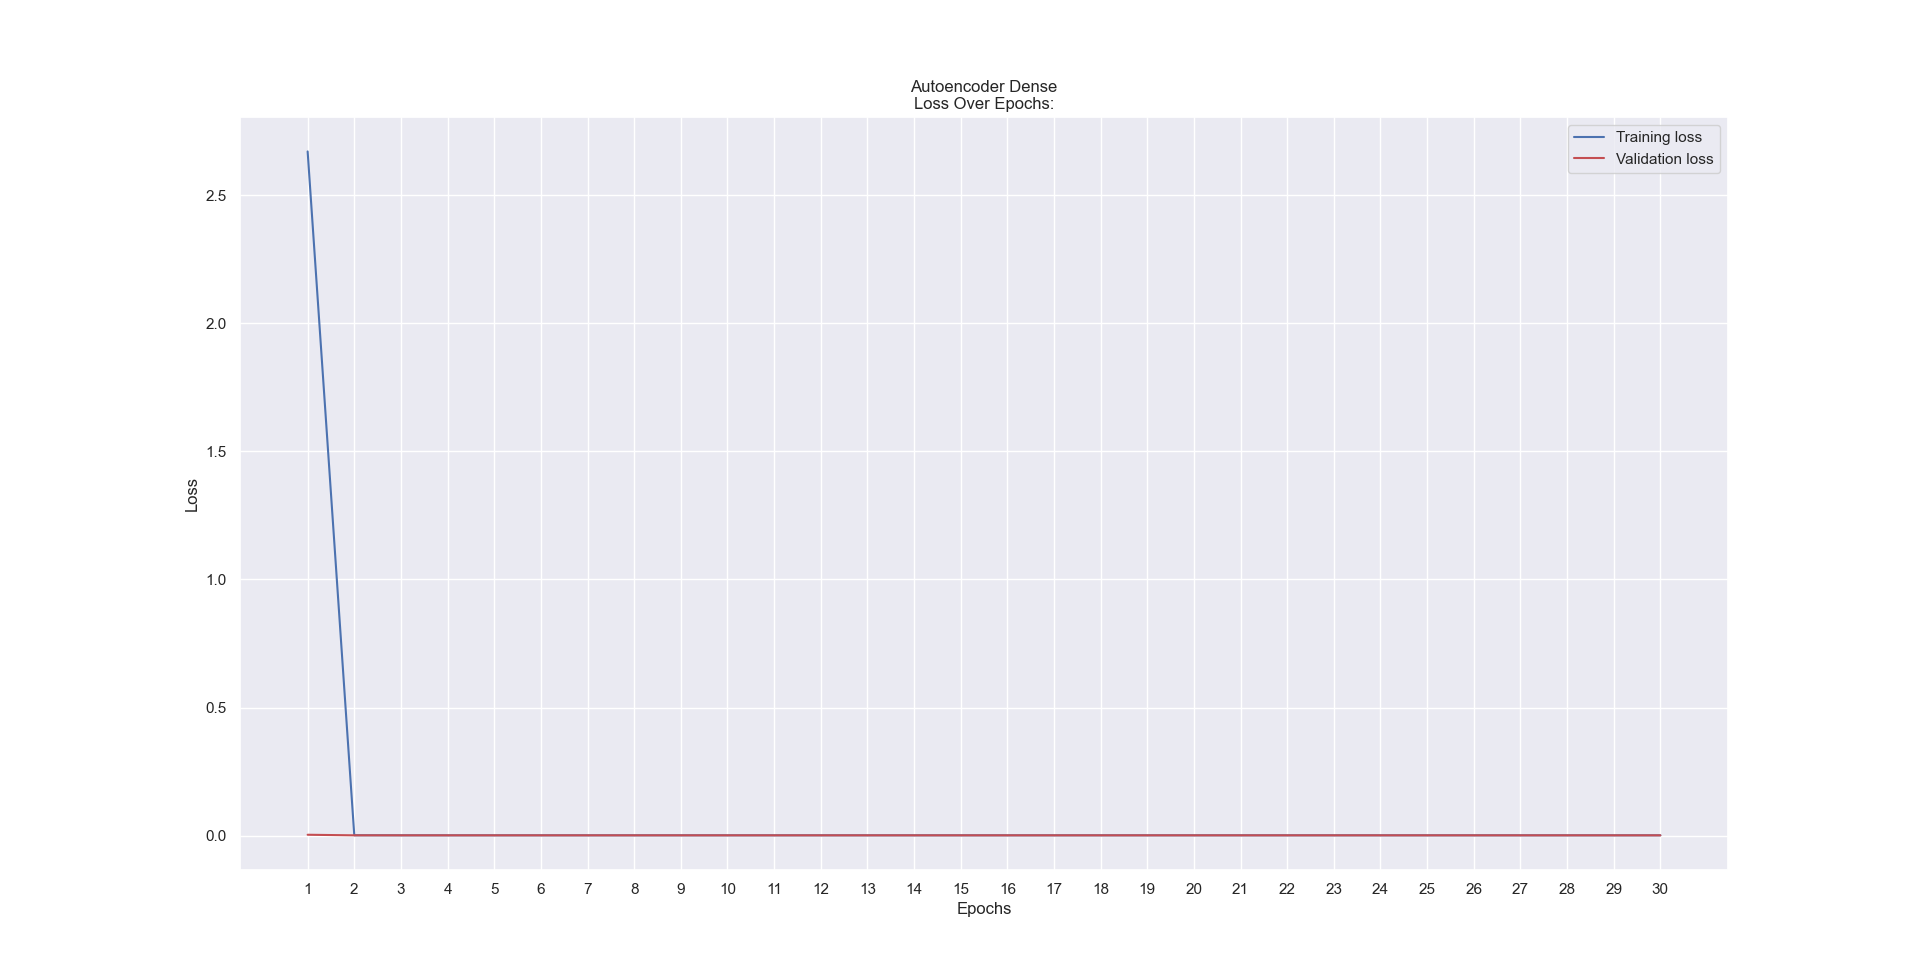 Autoencoder Dense
Loss Over Epochs:
Training loss
Validation loss
2.5
2.0
1.5
1.0
0.5
0.0
Loss
1 2 3 4 5 6 7 8 9 10 11 12 13 14 15 16 17 18 19 20 21 22 23 24 25 26 27 28 29 30
Epochs